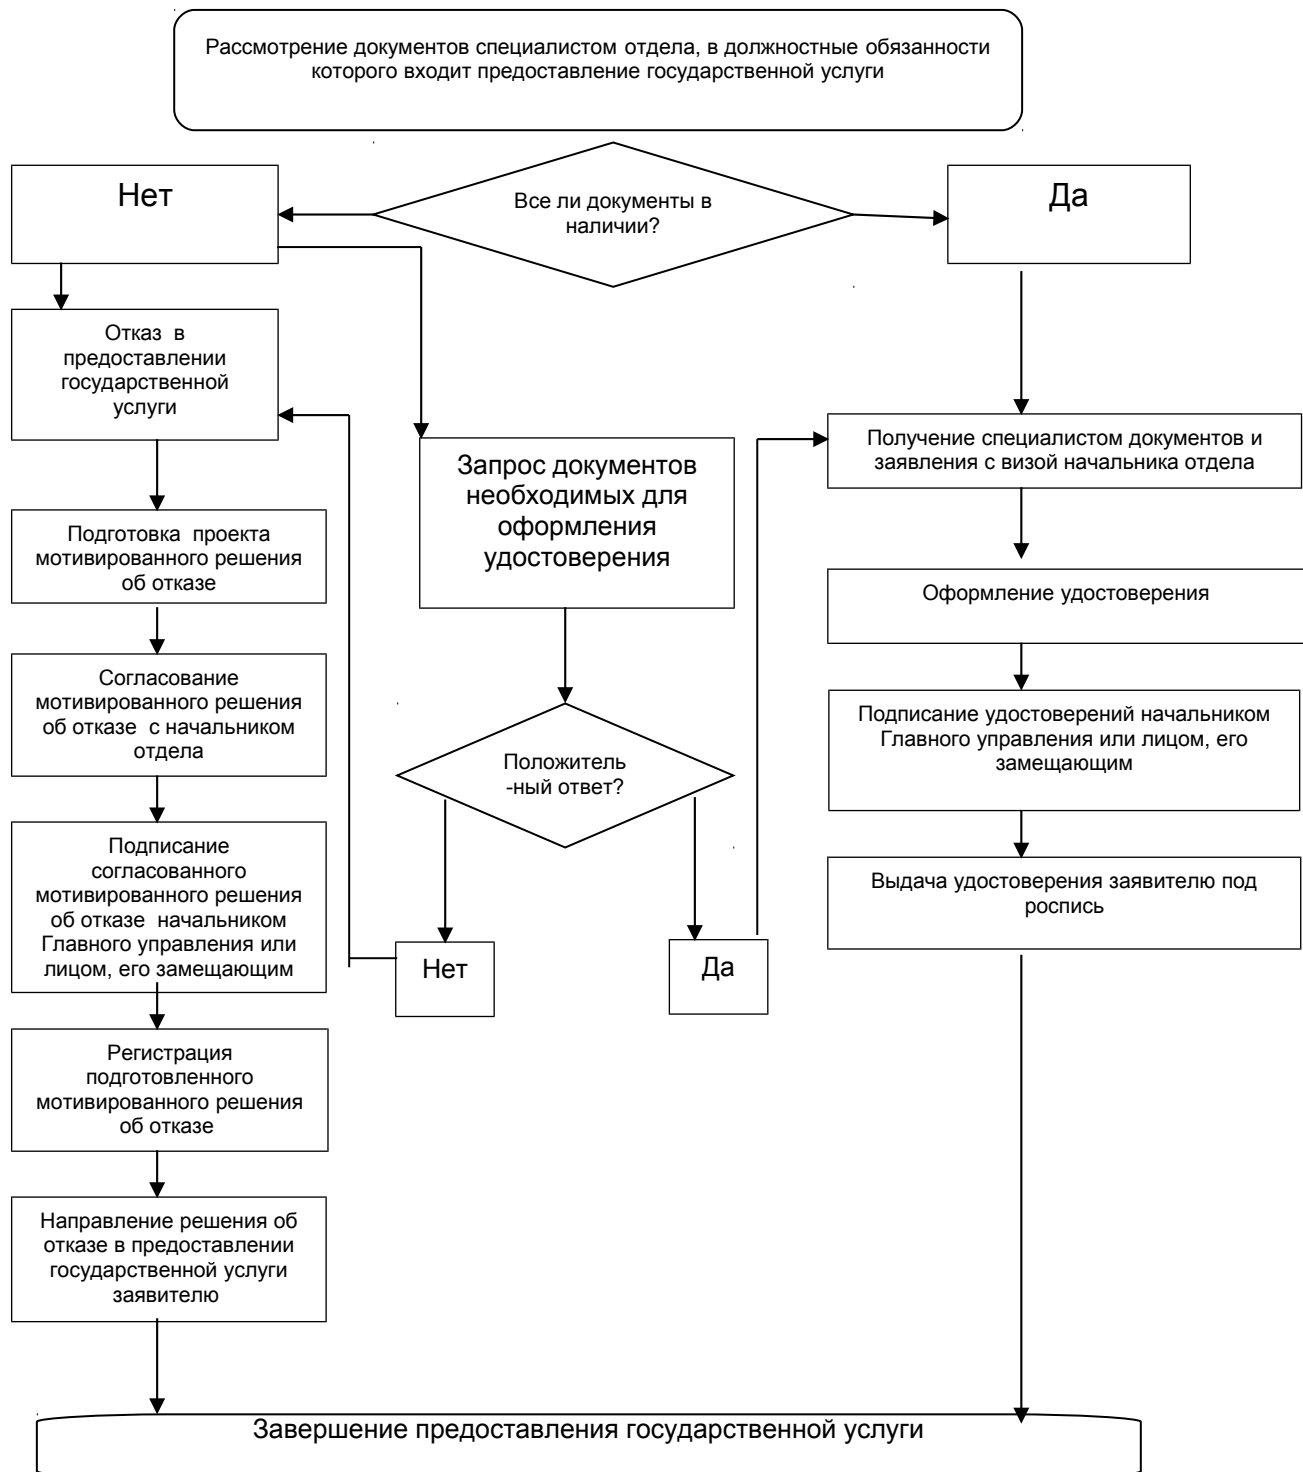 Рассмотрение документов специалистом отдела, в должностные обязанности
которого входит предоставление государственной услуги
Нет
Все ли документы в
наличии?
Да
Отказ в
предоставлении
государственной
услуги
Запрос документов
необходимых для
оформления
удостоверения
Получение специалистом документов и
заявления с визой начальника отдела
Подготовка проекта
мотивированного решения
об отказе
Оформление удостоверения
Согласование
мотивированного решения
об отказе с начальником
отдела
Положитель
-ный ответ?
Подписание удостоверений начальником
Главного управления или лицом, его
замещающим
Подписание
согласованного
мотивированного решения
об отказе начальником
Главного управления или
лицом, его замещающим
Выдача удостоверения заявителю под
роспись
Нет
Да
Регистрация
подготовленного
мотивированного решения
об отказе
Направление решения об
отказе в предоставлении
государственной услуги
заявителю
Завершение предоставления государственной услуги